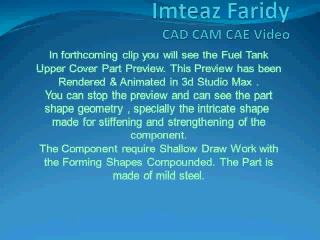 Imteaz Faridy
CAD CAM CAE Video
In forthcoming clip you will see the Fuel Tank
Upper Cover Part Preview. This Preview has been
Rendered & Animated in 3d Studio Max .
You can stop the preview and can see the part
shape geometry , specially the intricate shape
made for stiffening and strengthening of the
component.
The Component require Shallow Draw Work with
the Forming Shapes Compounded. The Part is
made of mild steel.